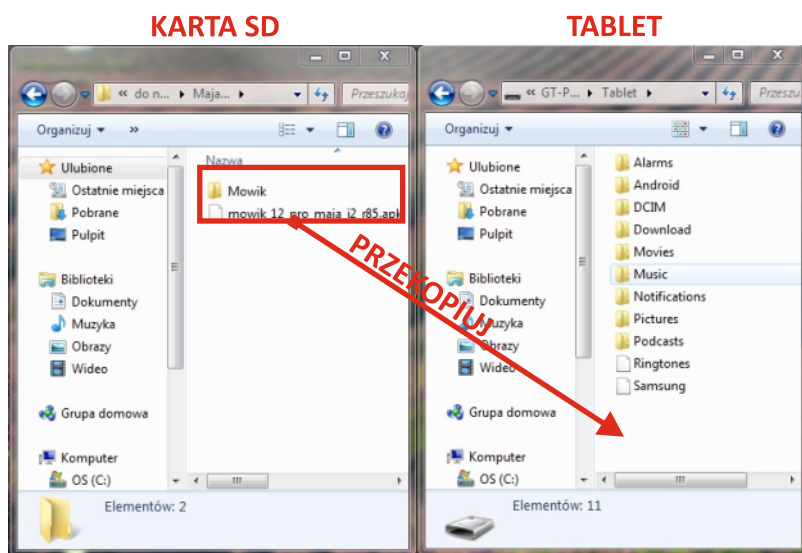 KARTA SD
TABLET
« do n... Maja...
Przeszukaj
Organizuj »
Ulubione
Ostatnie miejsca
Pobrane
Pulpit
Biblioteki
Dokumenty
Muzyka
Obrazy
Wideo
Grupa domowa
Komputer
OS (C:)
Nazwa
Mowik
mowik_12_pro_maja_i2_r85.apk
Elementów: 2
PRZEKOPIUJ
« GT-P... Tablet
Przeszu
Organizuj
Ulubione
Ostatnie miejsca
Pobrane
Pulpit
Biblioteki
Dokumenty
Muzyka
Obrazy
Wideo
Grupa domowa
Komputer
OS (C:)
Alarms
Android
DCIM
Download
Movies
Music
Notifications
Pictures
Podcasts
Ringtones
Samsung
Elementów: 11